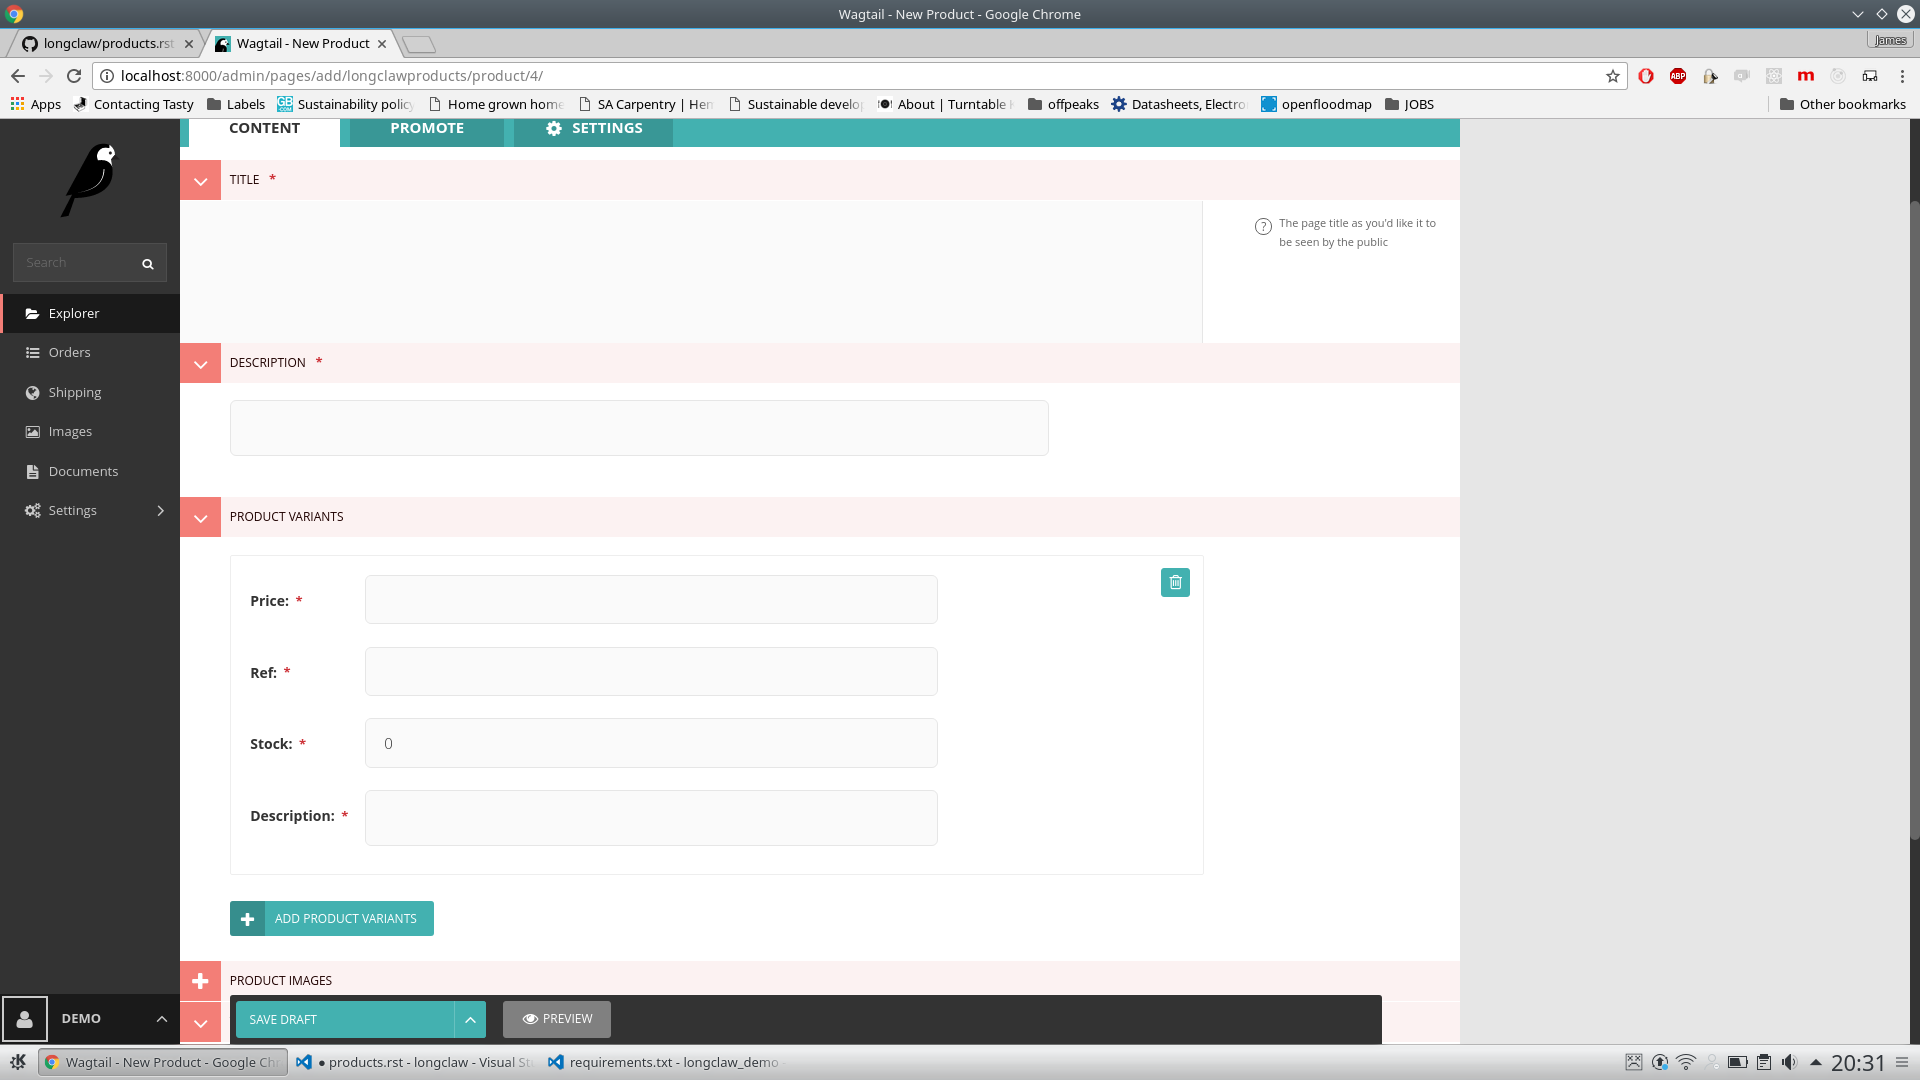 Wagtail - New Product - Google Chrome
longclaw/products.rst
Wagtail - New Product
James
localhost:8000/admin/pages/add/longclawproducts/product/4/
ABP
m
Apps
Contacting Tasty
Labels
GB
.COM
Sustainability policy
Home grown home
SA Carpentry | Hem
Sustainable develo
About | Turntable
offpeaks
Datasheets, Electro
openfloodmap
JOBS
Other bookmarks
CONTENT
PROMOTE
SETTINGS
Search
Explorer
Orders
Shipping
Images
Documents
Settings
TITLE *
? The page title as you'd like it to
be seen by the public
DESCRIPTION *
PRODUCT VARIANTS
Price: *
Ref: *
Stock: *
0
Description: *
ADD PRODUCT VARIANTS
PRODUCT IMAGES
SAVE DRAFT
PREVIEW
DEMO
Wagtail - New Product - Google Chr
● products.rst - longclaw - Visual St
requirements.txt - longclaw_demo -
20:31